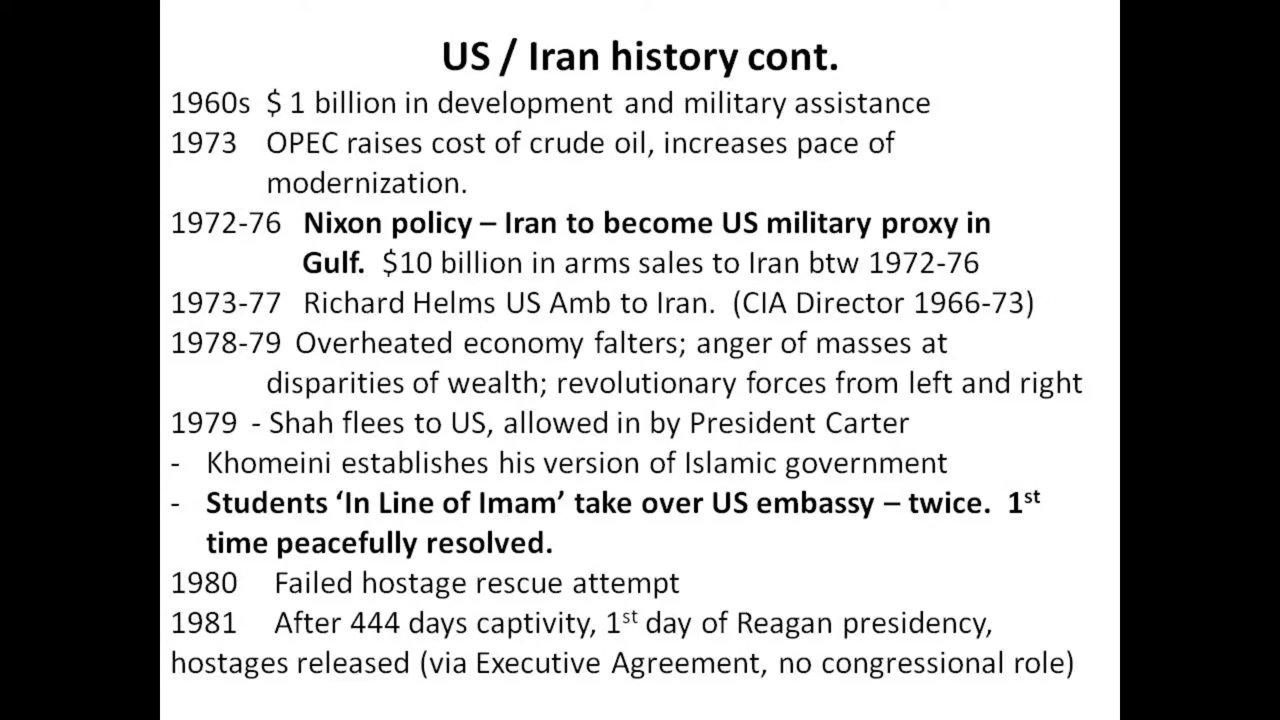 US / Iran history cont.
1960s $ 1 billion in development and military assistance
1973 OPEC raises cost of crude oil, increases pace of
modernization.
1972-76 Nixon policy – Iran to become US military proxy in
Gulf. $10 billion in arms sales to Iran btw 1972-76
1973-77 Richard Helms US Amb to Iran. (CIA Director 1966-73)
1978-79 Overheated economy falters; anger of masses at
disparities of wealth; revolutionary forces from left and right
1979 - Shah flees to US, allowed in by President Carter
- Khomeini establishes his version of Islamic government
- Students ‘In Line of Imam’ take over US embassy – twice. 1st
time peacefully resolved.
1980 Failed hostage rescue attempt
1981 After 444 days captivity, 1st day of Reagan presidency,
hostages released (via Executive Agreement, no congressional role)